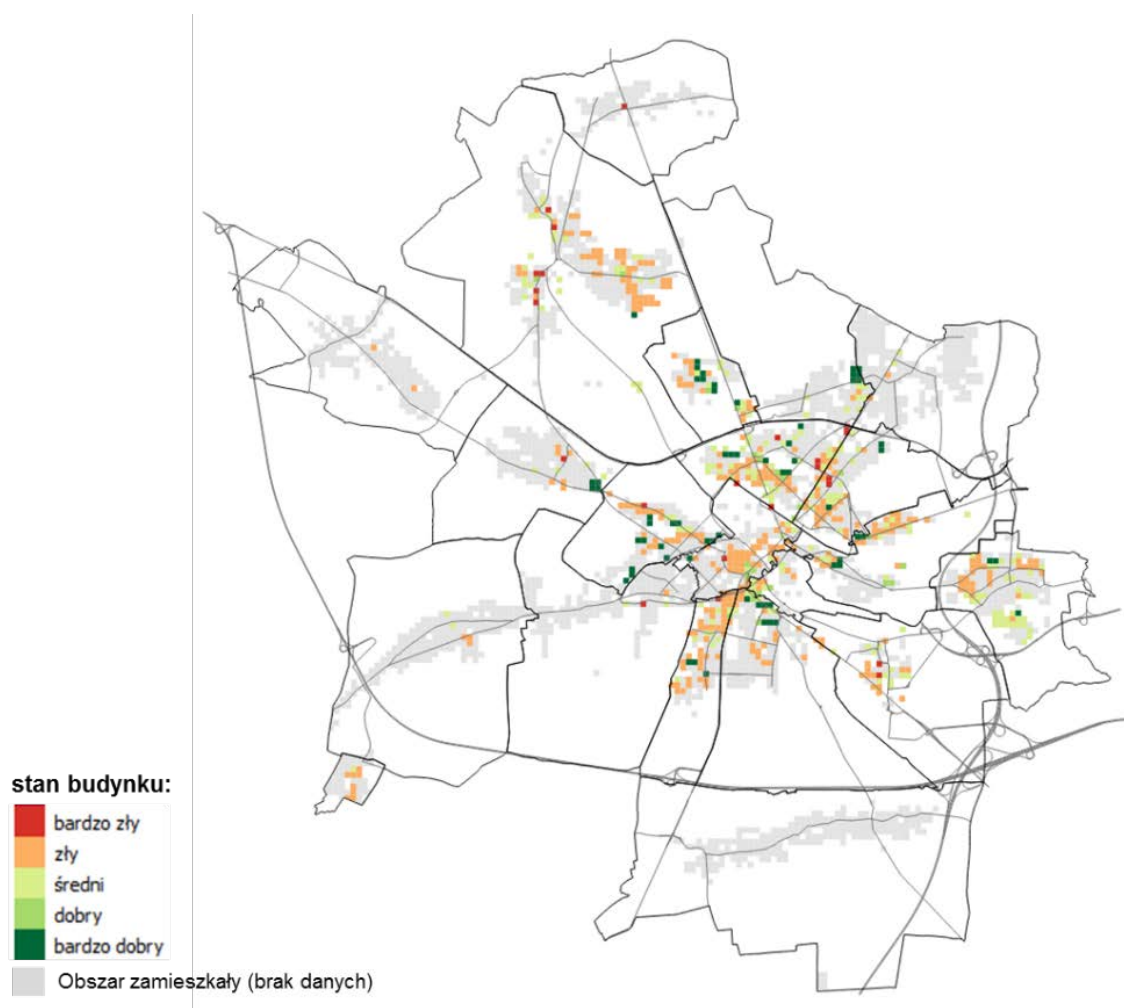 stan budynku:
bardzo zły
zły
średni
dobry
bardzo dobry
Obszar zamieszkały (brak danych)